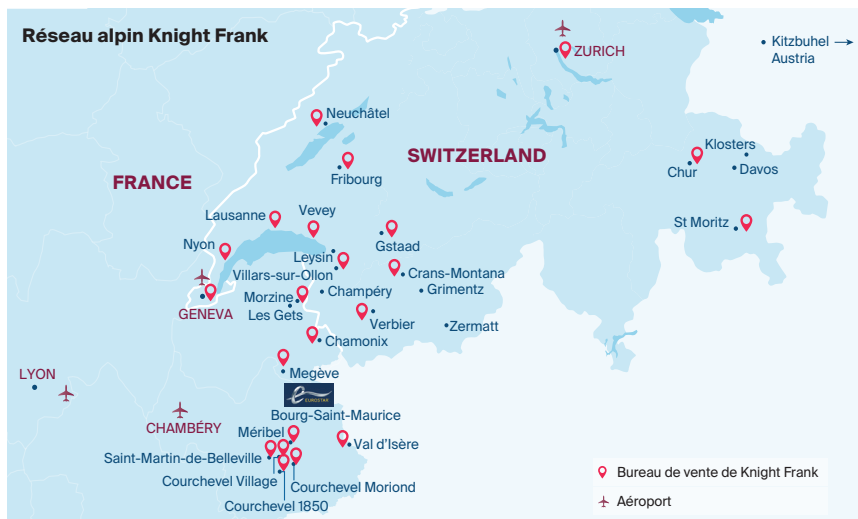 Réseau alpin Knight Frank
ZURICH
Kitzbuhel
Austria
Neuchâtel
SWITZERLAND
Klosters
Fribourg
Chur
Davos
FRANCE
Lausanne
Vevey
St Moritz
Nyon
Gstaad
Leysin
Villars-sur-Ollon
Crans-Montana
Champéry
Grimentz
Morzine
GENEVA
Les Gets
Verbier
Zermatt
Chamonix
LYON
Megève
EUROSTAR
Bourg-Saint-Maurice
CHAMBÉRY
Méribel
Val d'Isère
Saint-Martin-de-Belleville
Courchevel Village
Courchevel Moriond
Courchevel 1850
Bureau de vente de Knight Frank
Aéroport